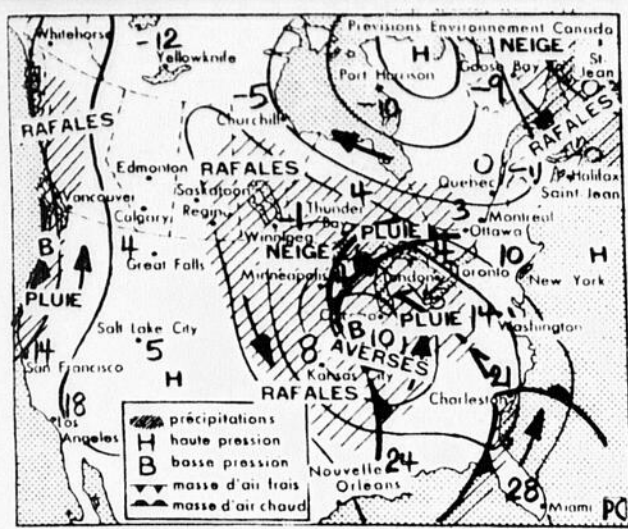 Previsions Environnement Canada
Whitehorse
-12
Yellowknife
H
NEIGE
Goose Bay
St-
Jean
Port Harrison
-9
-5
-10
RAFALES
Churchill
RAFALES
RAFALES
0
Halifax
Saint Jean
Edmonton
Saskatoon
4
Quebec
Vancouver
Calgary
Regina
-1
Thunder
Bay
3
Montreal
B
4
Winnipeg
PLUIE
Ottawa
H
NEIGE
10
Great Falls
Minneapolis
London
Toronto
New York
PLUIE
Salt Lake City
B
10
PLUIE
14
Washington
14
5
8
AVERSES
San Francisco
H
Kansas City
21
RAFALES
Charleston
18
Los
Angeles
précipitations
H haute pression
B basse pression
masse d'air frais
masse d'air chaud
24
Nouvelle
Orleans
28
Miami
PC